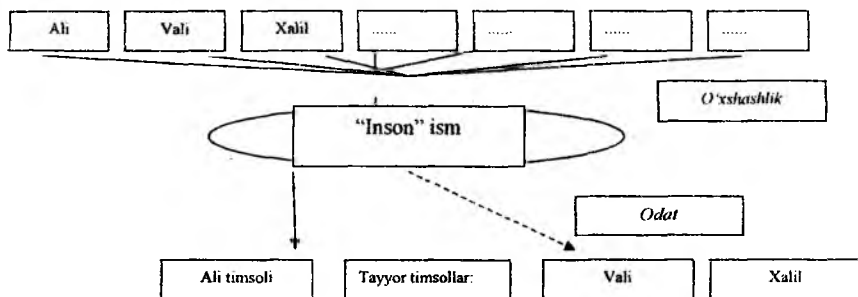 Ali
Vali
Xalil
......
......
......
......
O‘xshashlik
“Inson” ism
Odat
Ali timsoli
Tayyor timsollar:
Vali
Xalil